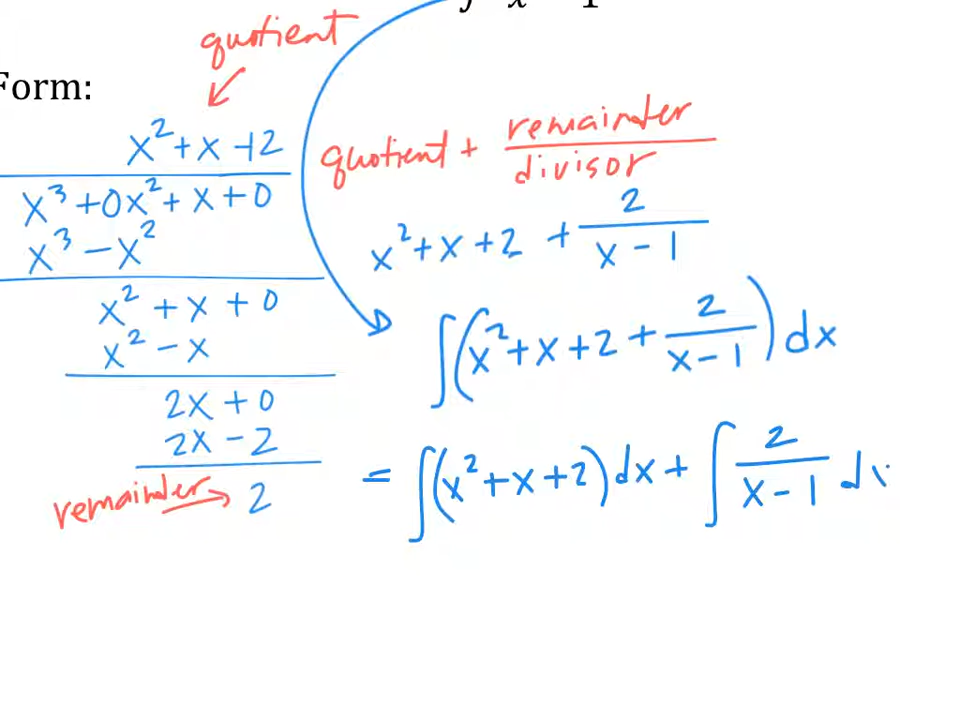 quotient
Form:
x² + x + 2
x³ + 0x² + x + 0
x³ − x²
x² + x + 0
x² − x
2x + 0
2x − 2
remainder → 2
quotient + remainder / divisor
x² + x + 2 + 2 / (x − 1)
∫(x² + x + 2 + 2 / (x − 1)) dx
= ∫(x² + x + 2) dx + ∫ 2 / (x − 1) dx